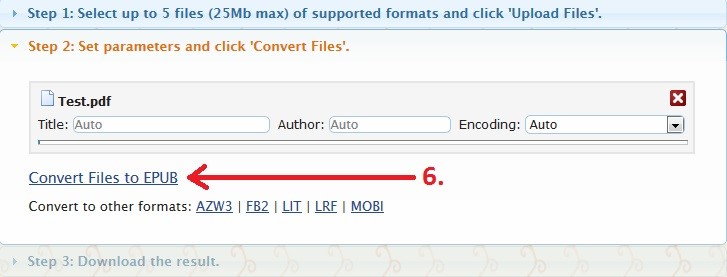 Step 1: Select up to 5 files (25Mb max) of supported formats and click 'Upload Files'.
Step 2: Set parameters and click 'Convert Files'.
Test.pdf
Title: Auto Author: Auto Encoding: Auto
Convert Files to EPUB 6.
Convert to other formats: AZW3 | FB2 | LIT | LRF | MOBI
Step 3: Download the result.